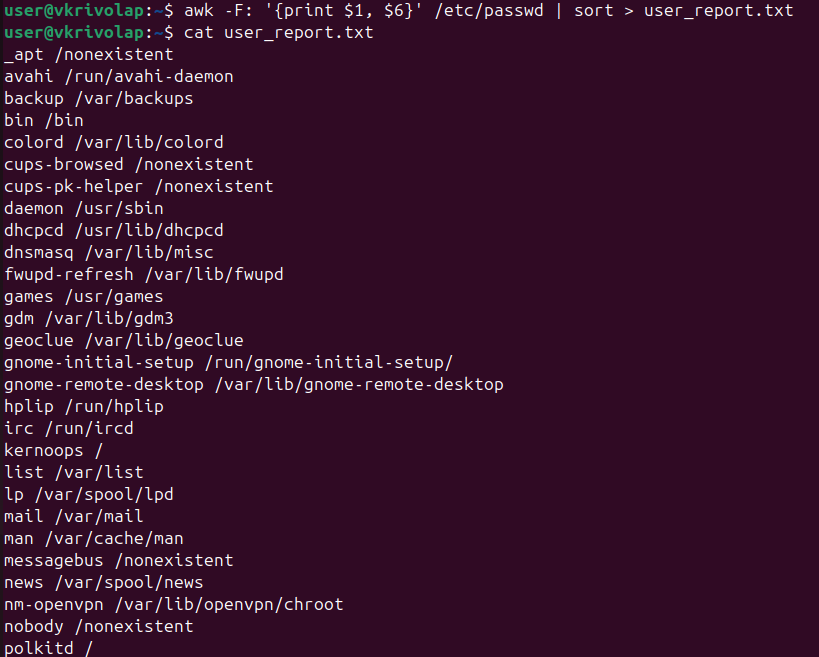 user@vkrivolap:~$ awk -F: '{print $1, $6}' /etc/passwd | sort > user_report.txt
user@vkrivolap:~$ cat user_report.txt
_apt /nonexistent
avahi /run/avahi-daemon
backup /var/backups
bin /bin
colord /var/lib/colord
cups-browsed /nonexistent
cups-pk-helper /nonexistent
daemon /usr/sbin
dhcpcd /usr/lib/dhcpcd
dnsmasq /var/lib/misc
fwupd-refresh /var/lib/fwupd
games /usr/games
gdm /var/lib/gdm3
geoclue /var/lib/geoclue
gnome-initial-setup /run/gnome-initial-setup/
gnome-remote-desktop /var/lib/gnome-remote-desktop
hplip /run/hplip
irc /run/ircd
kernoops /
list /var/list
lp /var/spool/lpd
mail /var/mail
man /var/cache/man
messagebus /nonexistent
news /var/spool/news
nm-openvpn /var/lib/openvpn/chroot
nobody /nonexistent
polkitd /